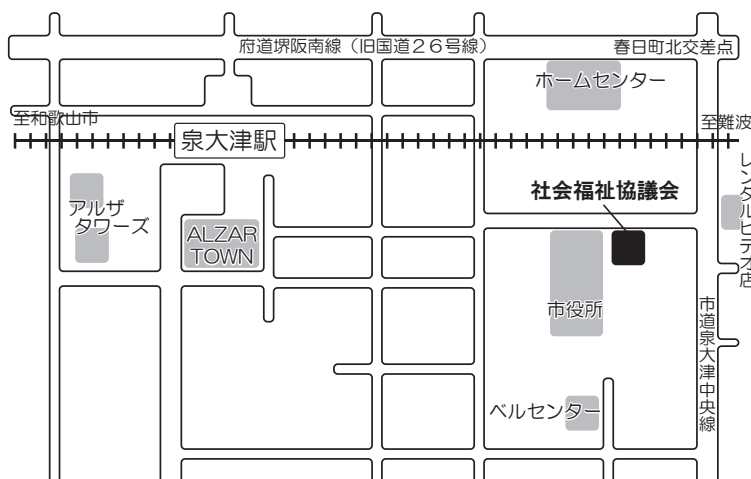 府道堺阪南線(旧国道２６号線)
春日町北交差点
ホームセンター
至和歌山市
泉大津駅
至難波
レンタルビデオ店
アルザ
タワーズ
ALZAR
TOWN
社会福祉協議会
市役所
市道泉大津中央線
ベルセンター